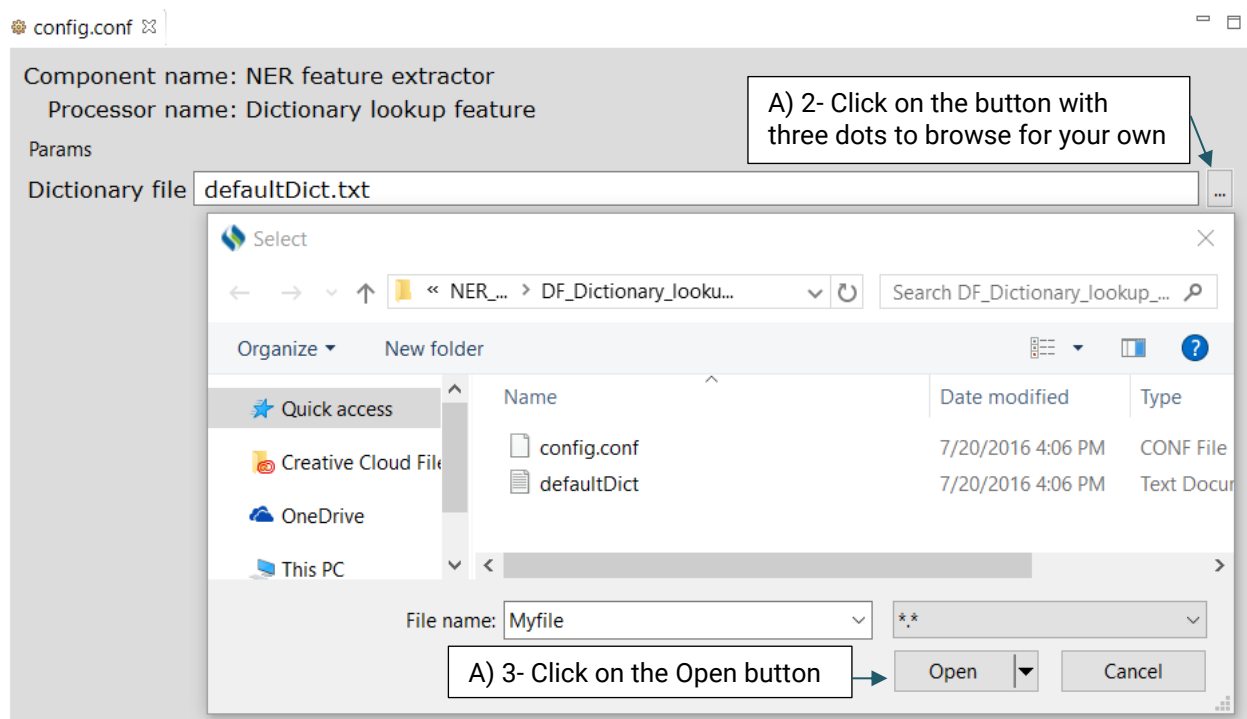 config.conf
Component name: NER feature extractor
Processor name: Dictionary lookup feature
A) 2- Click on the button with
three dots to browse for your own
Params
Dictionary file defaultDict.txt ...
Select
« NER_... > DF_Dictionary_looku...
Search DF_Dictionary_lookup_...
Organize New folder
?
Name Date modified Type
Quick access
config.conf 7/20/2016 4:06 PM CONF File
Creative Cloud File
defaultDict 7/20/2016 4:06 PM Text Docur
OneDrive
This PC
File name: Myfile *.*
A) 3- Click on the Open button
Open Cancel